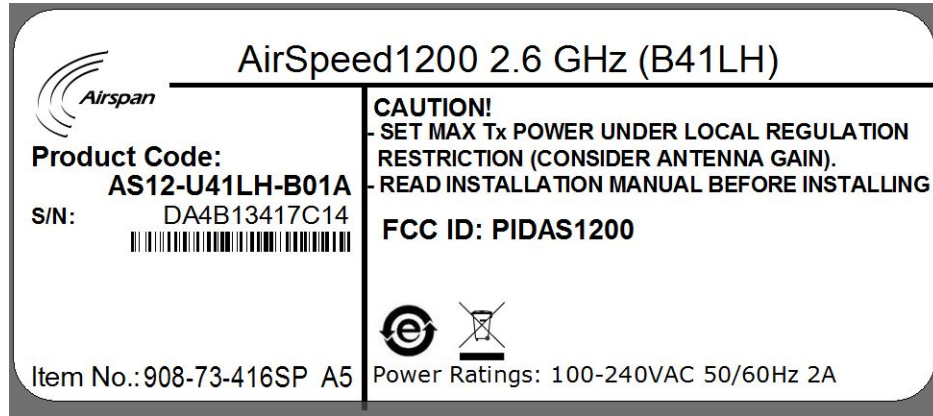 AirSpeed1200 2.6 GHz (B41LH)
Airspan
Product Code:
AS12-U41LH-B01A
S/N: DA4B13417C14
Item No.: 908-73-416SP A5
CAUTION!
- SET MAX Tx POWER UNDER LOCAL REGULATION
RESTRICTION (CONSIDER ANTENNA GAIN).
- READ INSTALLATION MANUAL BEFORE INSTALLING
FCC ID: PIDAS1200
e
Power Ratings: 100-240VAC 50/60Hz 2A